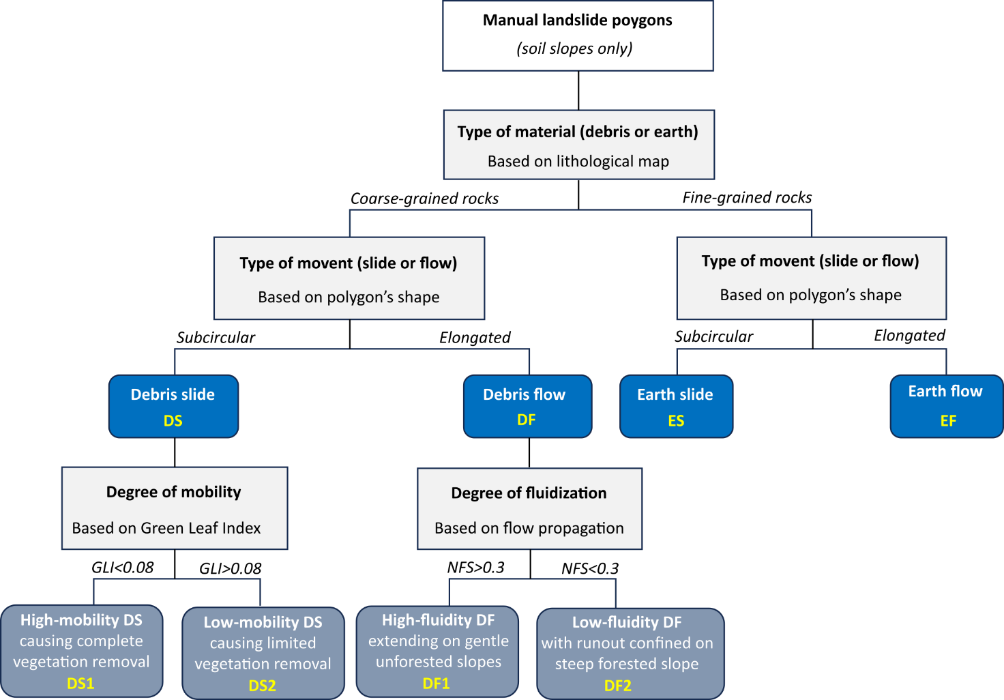 Manual landslide poygons
(soil slopes only)
Type of material (debris or earth)
Based on lithological map
Coarse-grained rocks
Fine-grained rocks
Type of movent (slide or flow)
Based on polygon's shape
Type of movent (slide or flow)
Based on polygon's shape
Subcircular
Elongated
Subcircular
Elongated
Debris slide
DS
Debris flow
DF
Earth slide
ES
Earth flow
EF
Degree of mobility
Based on Green Leaf Index
Degree of fluidization
Based on flow propagation
GLI<0.08
GLI>0.08
NFS>0.3
NFS<0.3
High-mobility DS
causing complete
vegetation removal
DS1
Low-mobility DS
causing limited
vegetation removal
DS2
High-fluidity DF
extending on gentle
unforested slopes
DF1
Low-fluidity DF
with runout confined on
steep forested slope
DF2